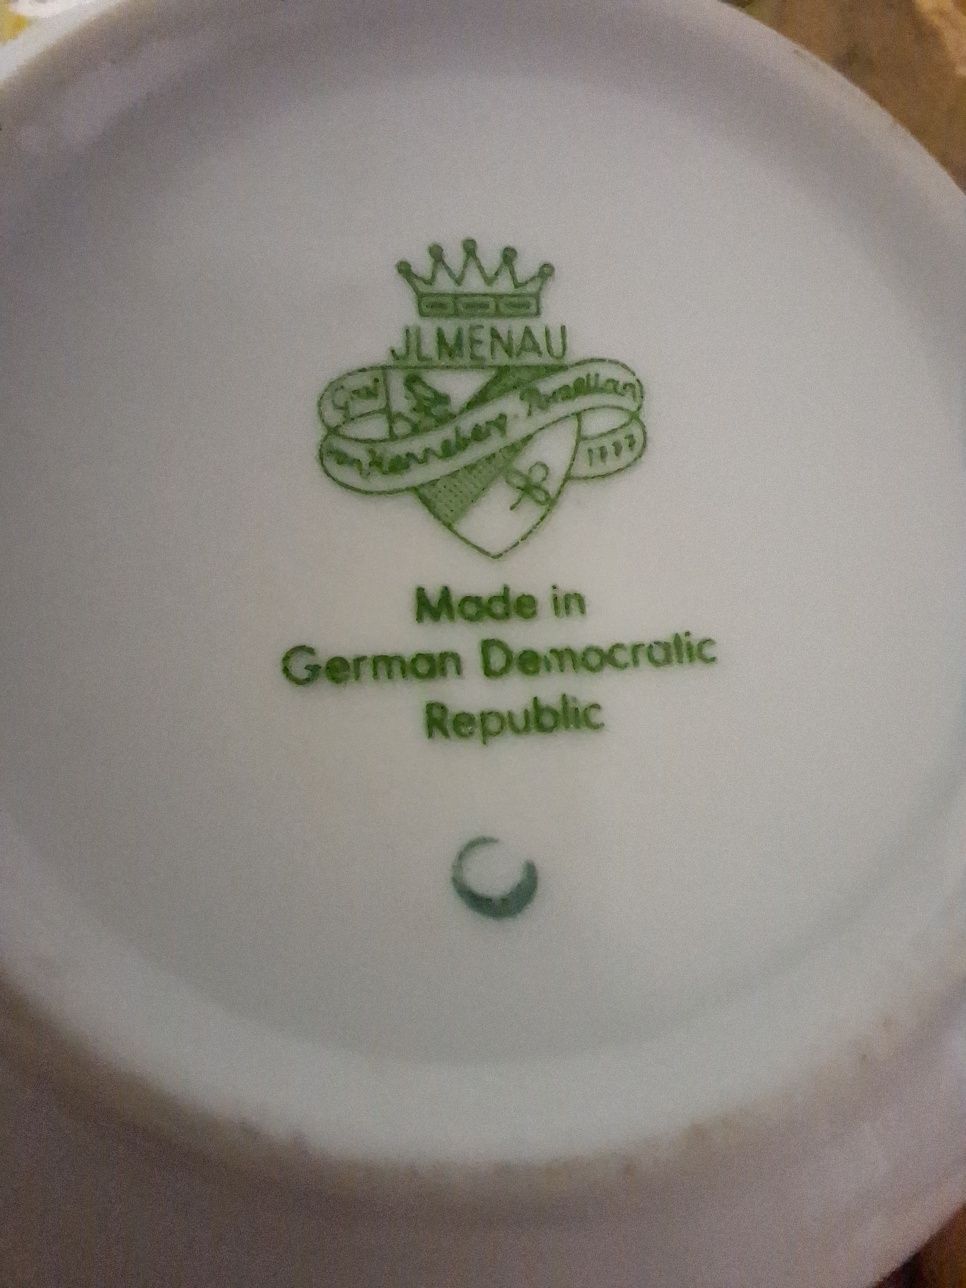 JLMENAU
Graf
von Henneberg-Porzellan
1777
Made in
German Democratic
Republic